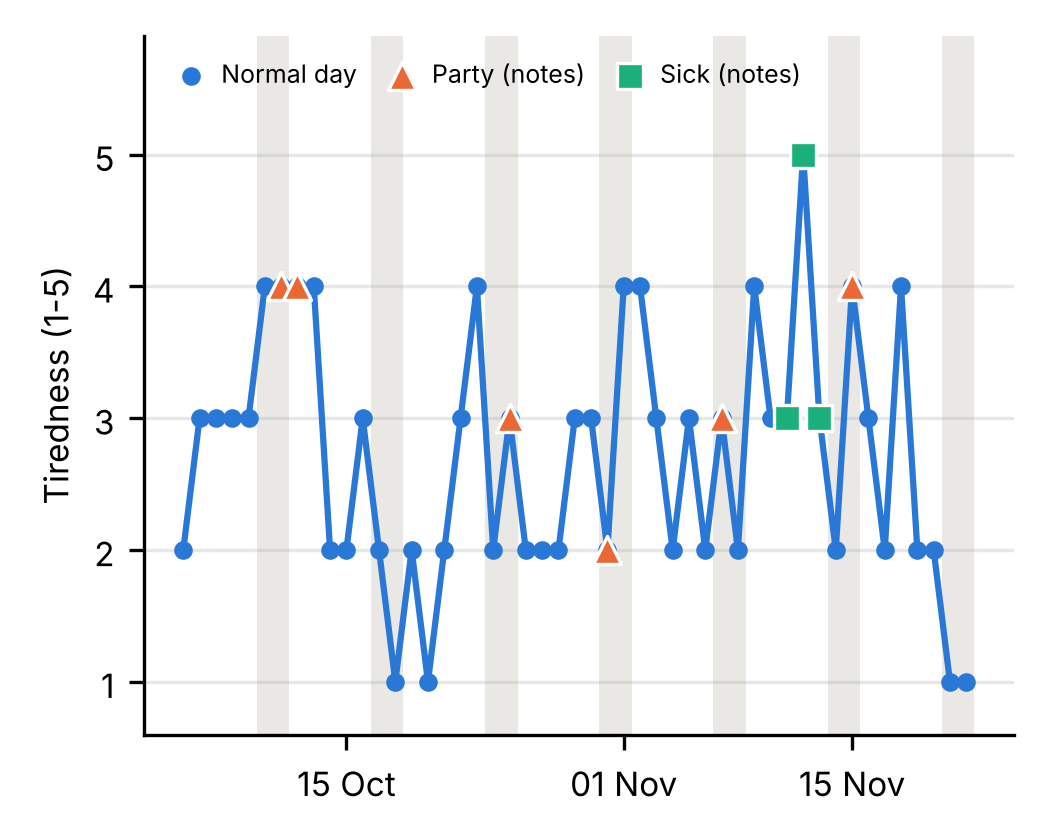 Normal day Party (notes) Sick (notes)
5
4
3
2
1
Tiredness (1–5)
15 Oct 01 Nov 15 Nov